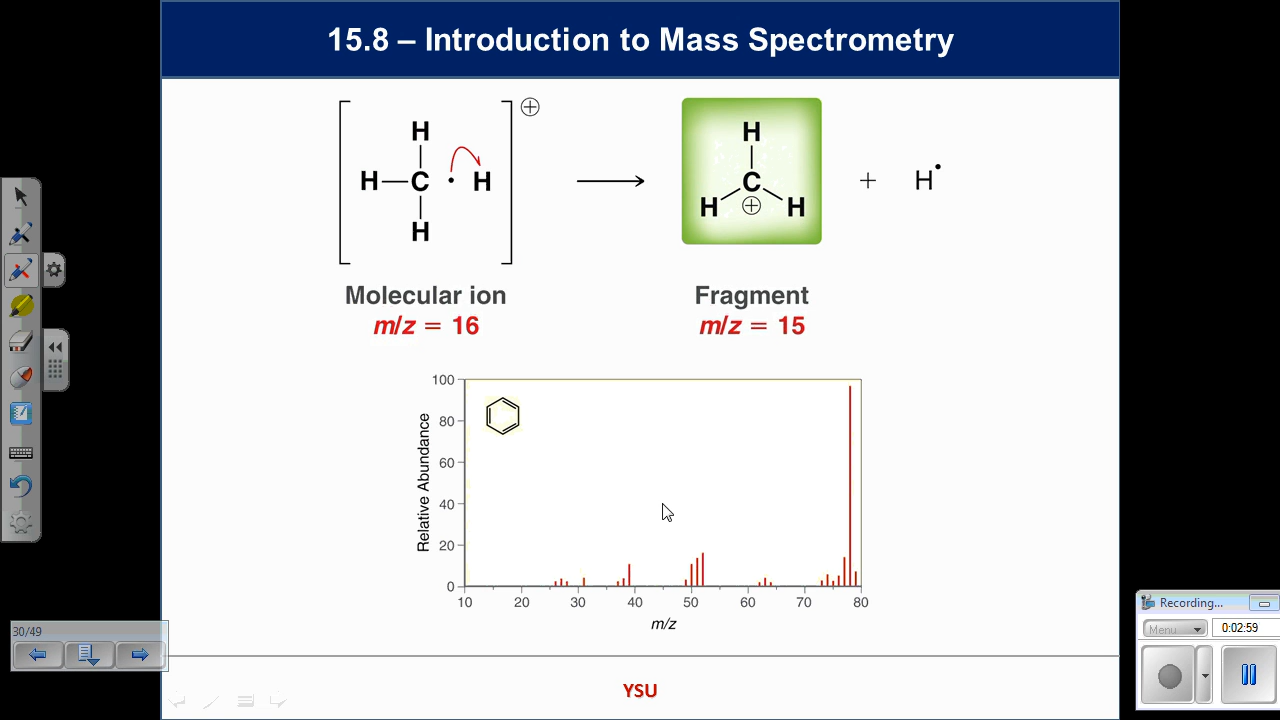 15.8 – Introduction to Mass Spectrometry
H
H C · H
H
⊕
H
C
H ⊕ H
+ H•
Molecular ion
m/z = 16
Fragment
m/z = 15
100
80
60
40
20
0
Relative Abundance
10 20 30 40 50 60 70 80
m/z
30/49
YSU
Recording...
Menu
0:02:59